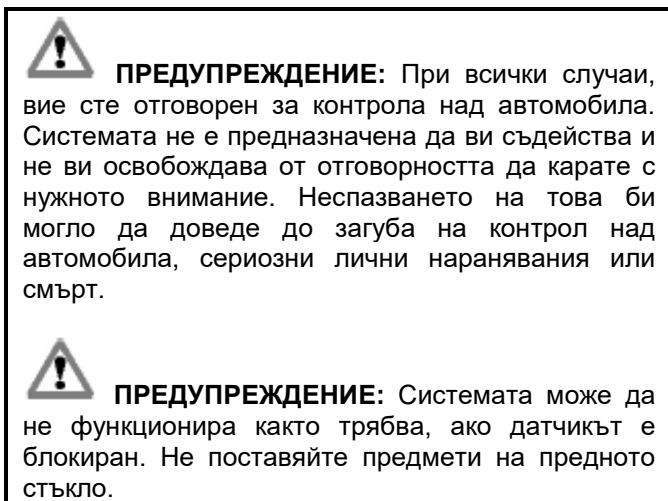 ПРЕДУПРЕЖДЕНИЕ: При всички случаи,
вие сте отговорен за контрола над автомобила.
Системата не е предназначена да ви съдейства и
не ви освобождава от отговорността да карате с
нужното внимание. Неспазването на това би
могло да доведе до загуба на контрол над
автомобила, сериозни лични наранявания или
смърт.
ПРЕДУПРЕЖДЕНИЕ: Системата може да
не функционира както трябва, ако датчикът е
блокиран. Не поставяйте предмети на предното
стъкло.